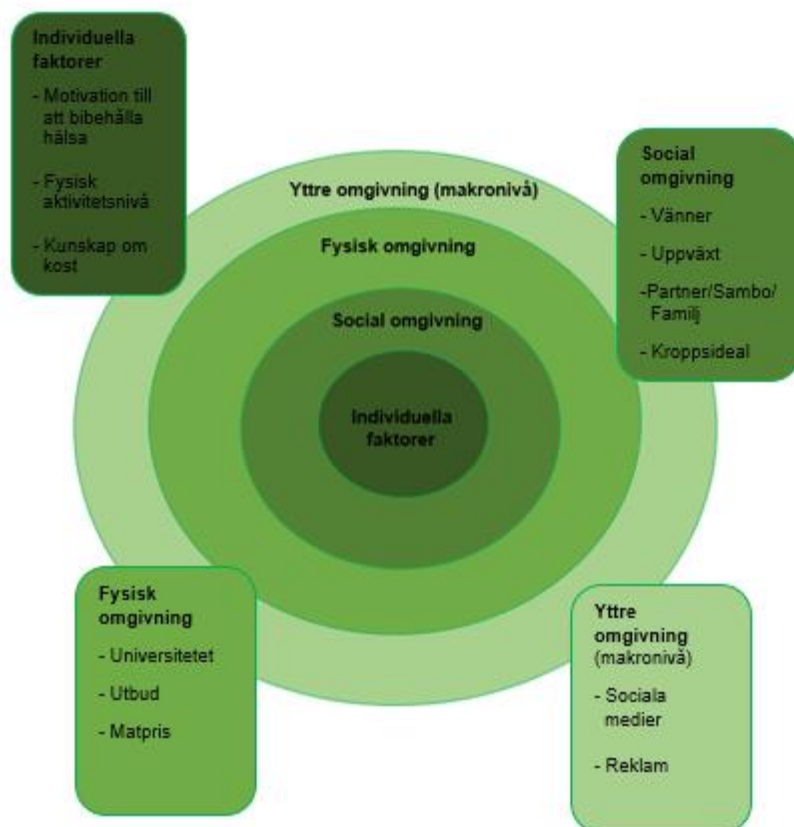 Individuella
faktorer
- Motivation till
att bibehålla
hälsa
- Fysisk
aktivitetsnivå
- Kunskap om
kost
Social
omgivning
- Vänner
- Uppväxt
-Partner/Sambo/
Familj
- Kroppsideal
Yttre omgivning (makronivå)
Fysisk omgivning
Social omgivning
Individuella
faktorer
Fysisk
omgivning
- Universitetet
- Utbud
- Matpris
Yttre
omgivning
(makronivå)
- Sociala
medier
- Reklam